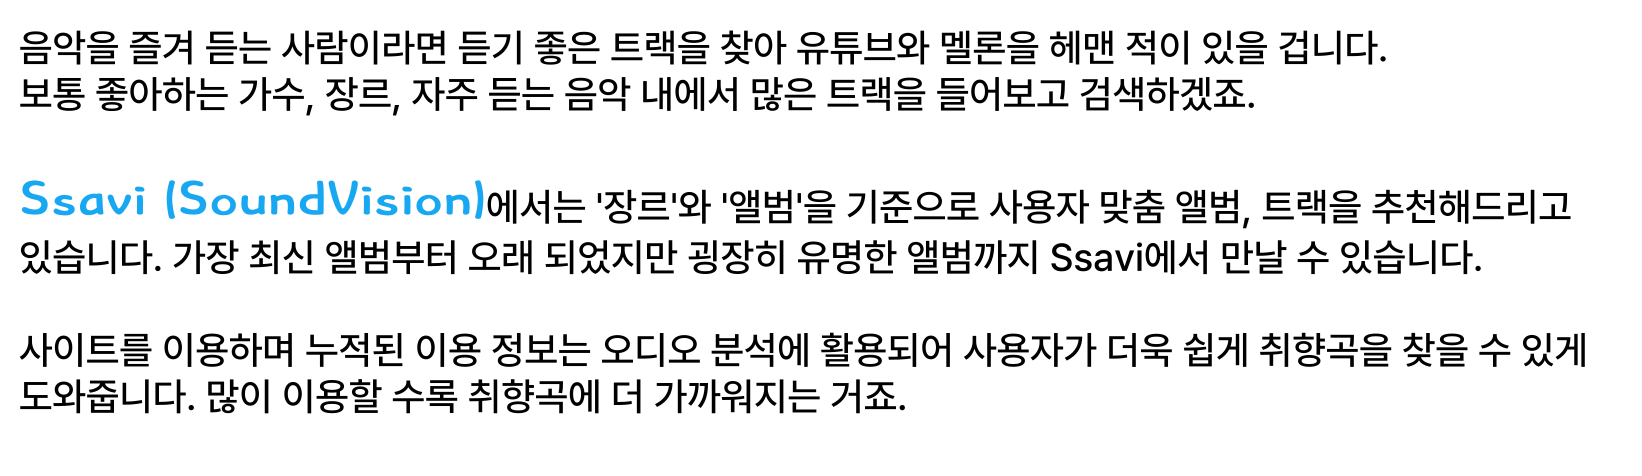 음악을 즐겨 듣는 사람이라면 듣기 좋은 트랙을 찾아 유튜브와 멜론을 헤맨 적이 있을 겁니다.
보통 좋아하는 가수, 장르, 자주 듣는 음악 내에서 많은 트랙을 들어보고 검색하겠죠.
Ssavi (SoundVision)에서는 '장르'와 '앨범'을 기준으로 사용자 맞춤 앨범, 트랙을 추천해드리고
있습니다. 가장 최신 앨범부터 오래 되었지만 굉장히 유명한 앨범까지 Ssavi에서 만날 수 있습니다.
사이트를 이용하며 누적된 이용 정보는 오디오 분석에 활용되어 사용자가 더욱 쉽게 취향곡을 찾을 수 있게
도와줍니다. 많이 이용할 수록 취향곡에 더 가까워지는 거죠.